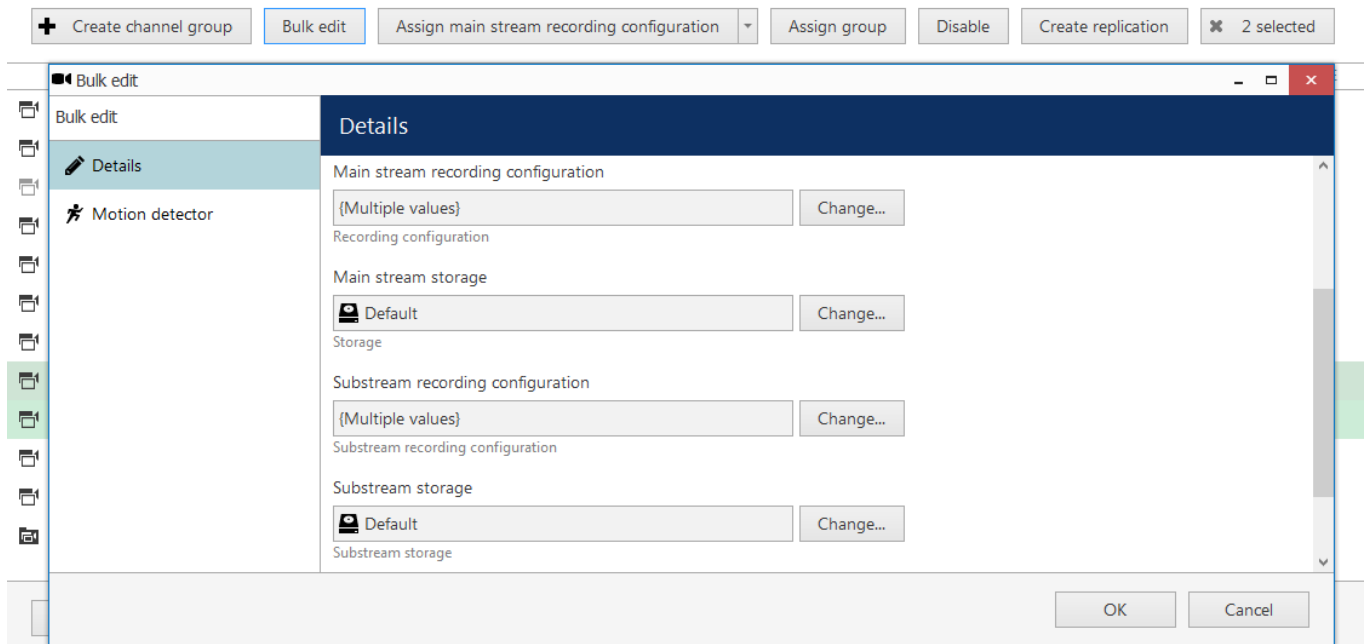 Create channel group Bulk edit Assign main stream recording configuration Assign group Disable Create replication 2 selected
Bulk edit
Bulk edit
Details
Details
Motion detector
Main stream recording configuration
{Multiple values} Change...
Recording configuration
Main stream storage
Default Change...
Storage
Substream recording configuration
{Multiple values} Change...
Substream recording configuration
Substream storage
Default Change...
Substream storage
OK Cancel